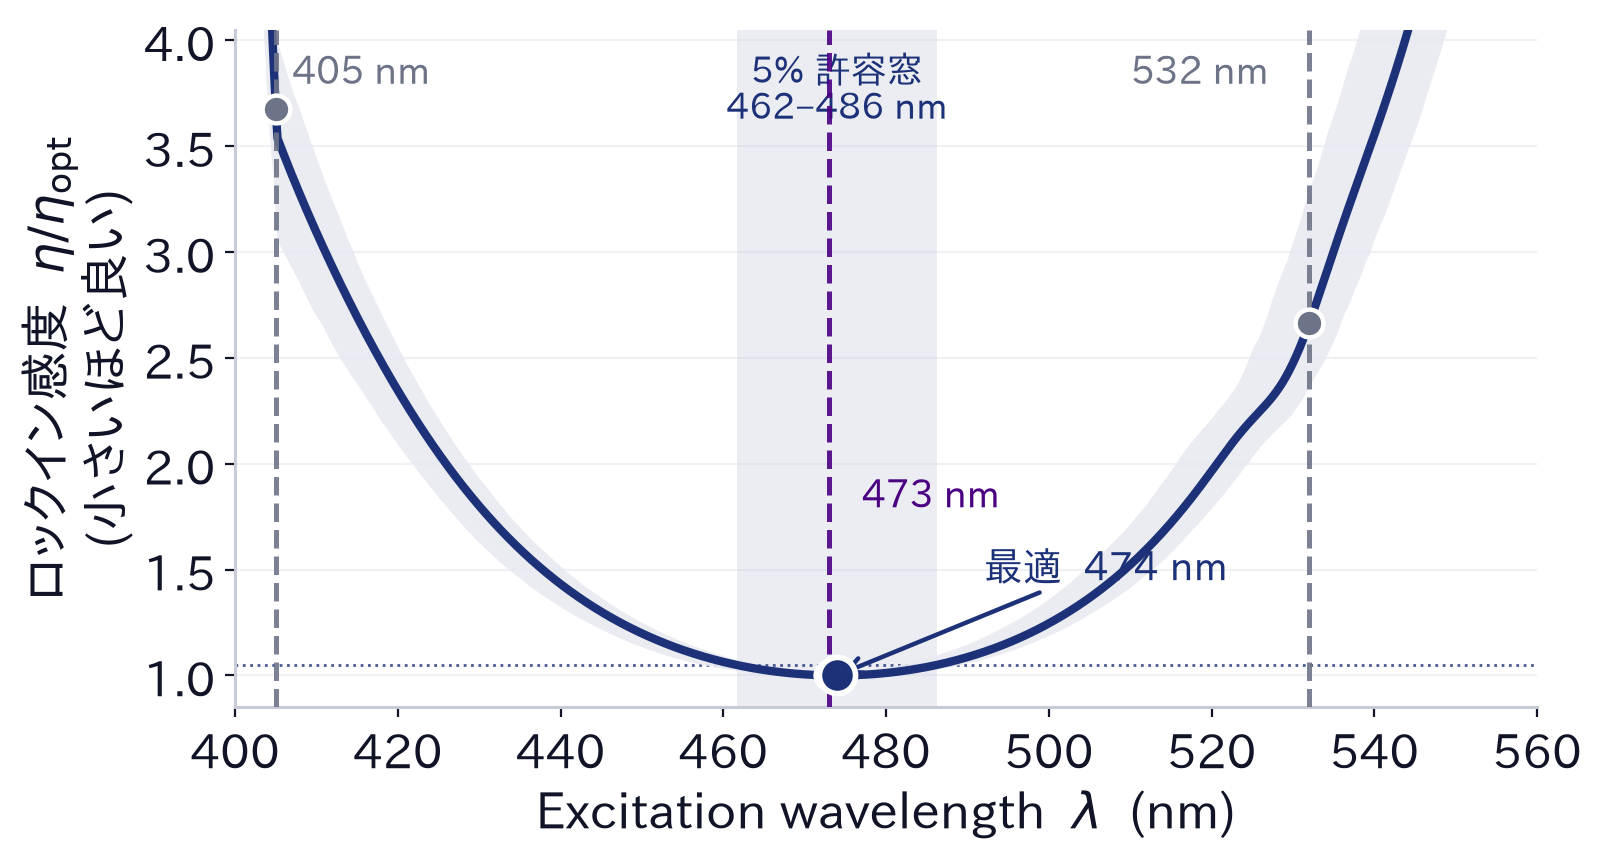 ロックイン感度 η/ηopt
(小さいほど良い)
4.0
3.5
3.0
2.5
2.0
1.5
1.0
405 nm
5% 許容窓
462–486 nm
532 nm
473 nm
最適 474 nm
400 420 440 460 480 500 520 540 560
Excitation wavelength λ (nm)